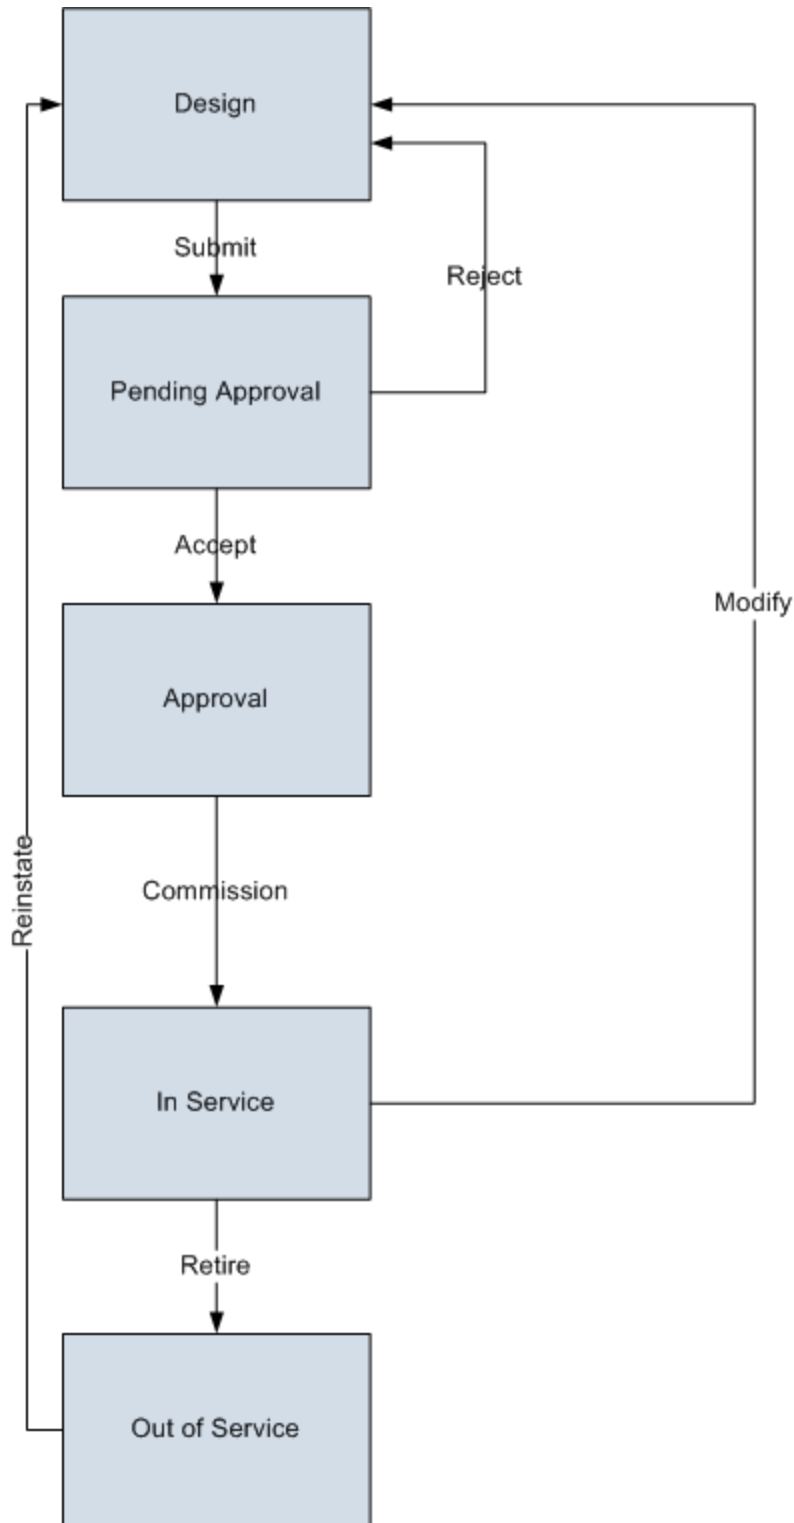 Design
Submit
Reject
Pending Approval
Accept
Modify
Approval
Reinstate
Commission
In Service
Retire
Out of Service